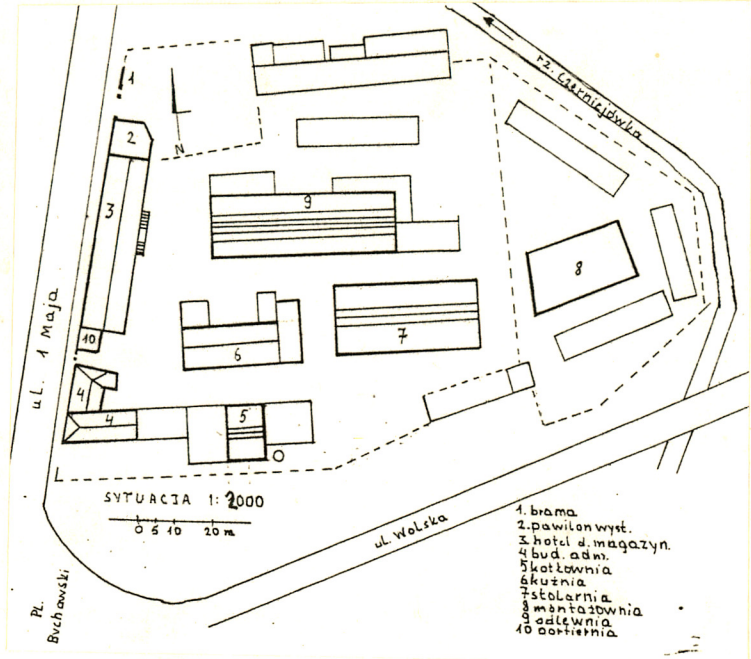 1
rz. Czerniejówka
2
N
3
9
8
ul. 1 Maja
10
6
7
4
4
5
SYTUACJA 1:2000
0 5 10 20 m
ul. Wolska
Pl.
Bychawski
1. brama
2. pawilon wyst.
3. hotel d. magazyn.
4 bud. adm.
5 kotłownia
6 kuźnia
7 stolarnia
8 montażownia
9 odlewnia
10 portiernia